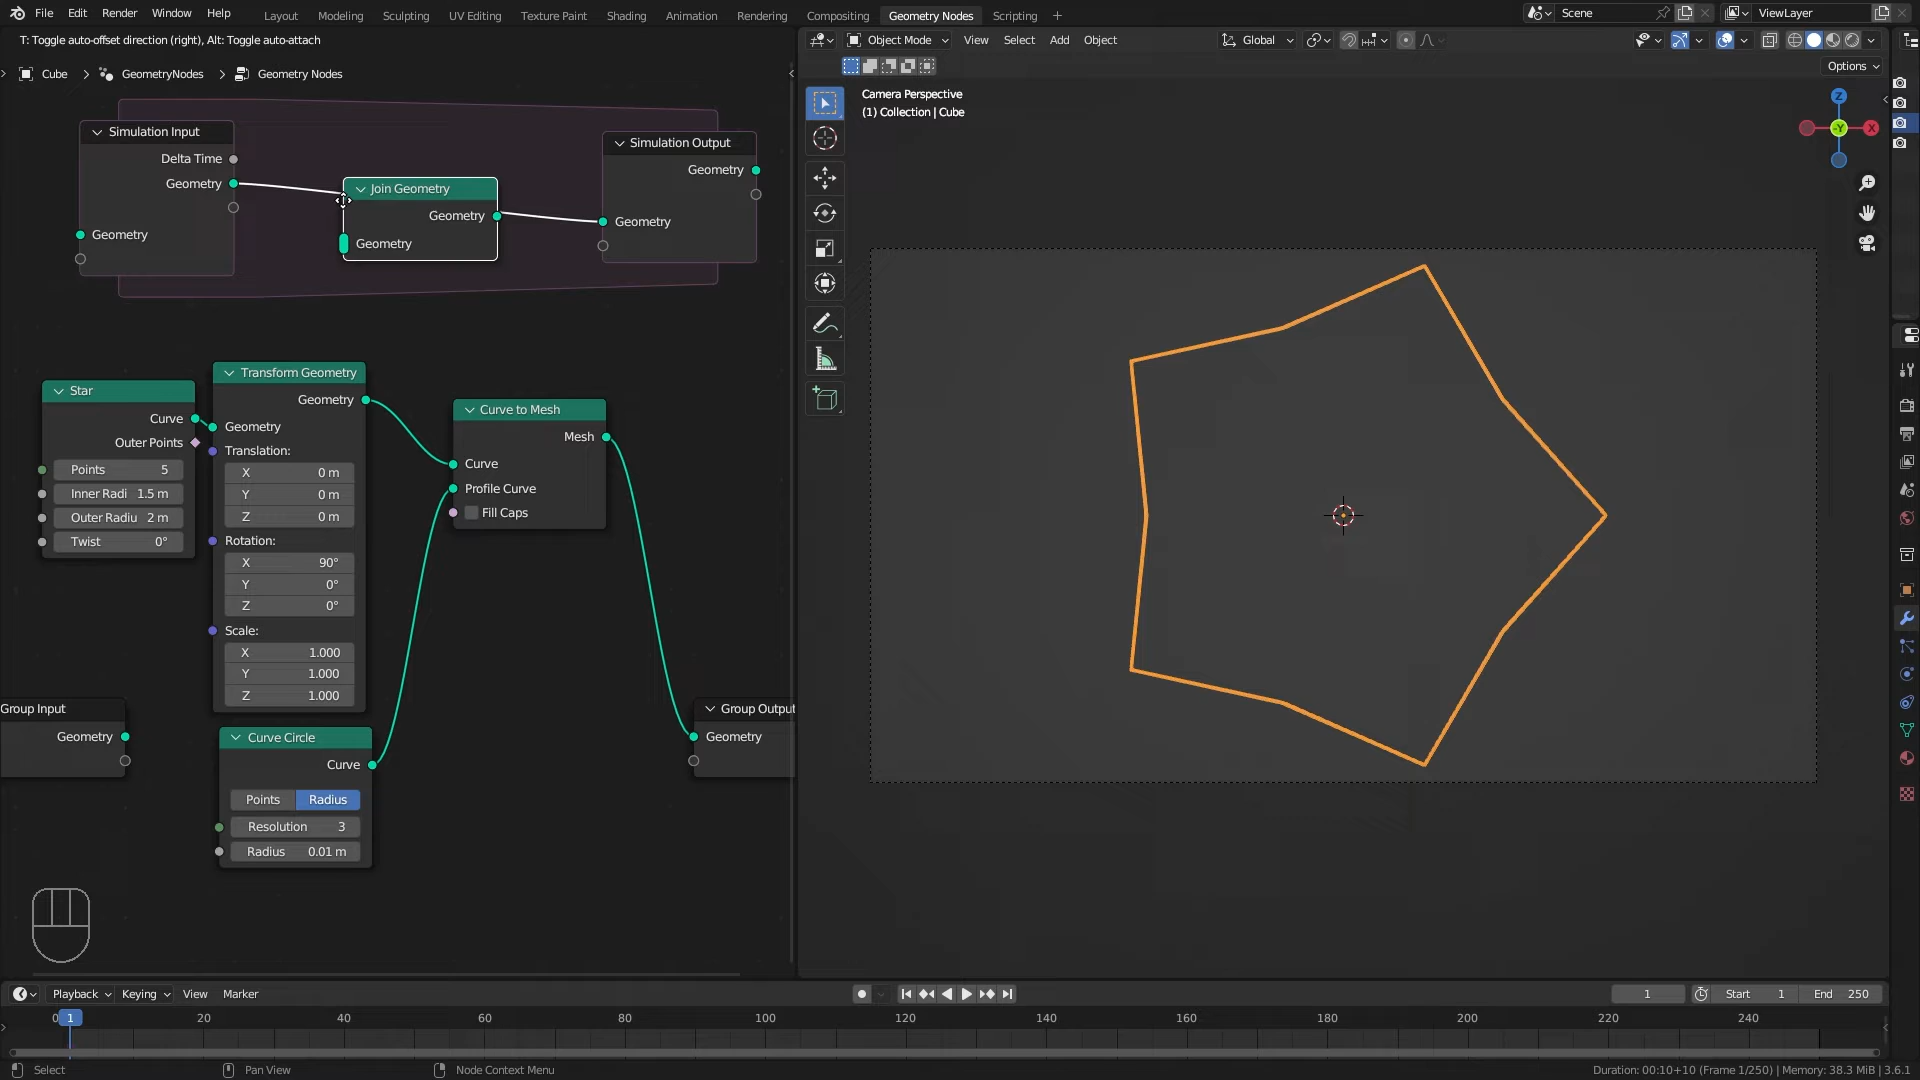 File Edit Render Window Help Layout Modeling Sculpting UV Editing Texture Paint Shading Animation Rendering Compositing Geometry Nodes Scripting + Scene ViewLayer
T: Toggle auto-offset direction (right), Alt: Toggle auto-attach
Object Mode View Select Add Object Global
Options
Cube GeometryNodes Geometry Nodes
Simulation Input
Delta Time
Geometry
Geometry
Join Geometry
Geometry
Geometry
Simulation Output
Geometry
Geometry
Star
Curve
Outer Points
Points 5
Inner Radi 1.5 m
Outer Radiu 2 m
Twist 0°
Transform Geometry
Geometry
Geometry
Translation:
X 0 m
Y 0 m
Z 0 m
Rotation:
X 90°
Y 0°
Z 0°
Scale:
X 1.000
Y 1.000
Z 1.000
Curve to Mesh
Mesh
Curve
Profile Curve
Fill Caps
Group Input
Geometry
Curve Circle
Curve
Points Radius
Resolution 3
Radius 0.01 m
Group Output
Geometry
Camera Perspective
(1) Collection | Cube
Z
-Y
X
Playback Keying View Marker
1 Start 1 End 250
0 1 20 40 60 80 100 120 140 160 180 200 220 240
Select Pan View Node Context Menu
Duration: 00:10+10 (Frame 1/250) | Memory: 38.3 MiB | 3.6.1